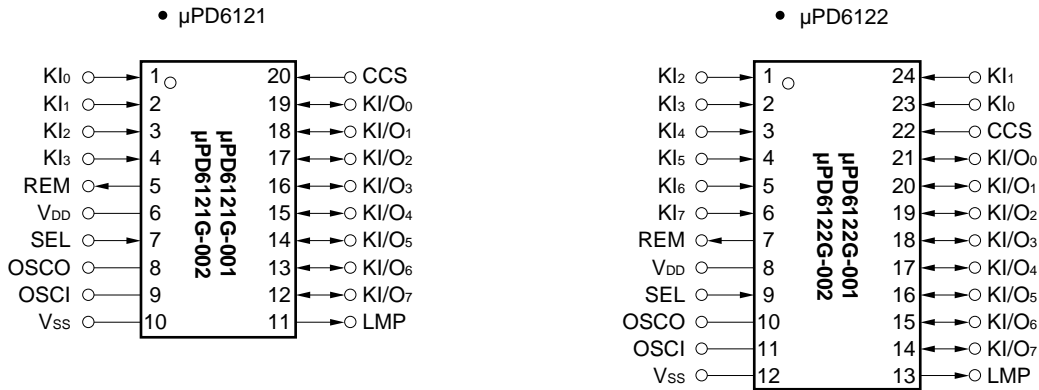 • µPD6121
KI0 1 20 CCS
KI1 2 19 KI/O0
KI2 3 18 KI/O1
KI3 4 17 KI/O2
REM 5 16 KI/O3
VDD 6 15 KI/O4
SEL 7 14 KI/O5
OSCO 8 13 KI/O6
OSCI 9 12 KI/O7
VSS 10 11 LMP
µPD6121G-001
µPD6121G-002
• µPD6122
KI2 1 24 KI1
KI3 2 23 KI0
KI4 3 22 CCS
KI5 4 21 KI/O0
KI6 5 20 KI/O1
KI7 6 19 KI/O2
REM 7 18 KI/O3
VDD 8 17 KI/O4
SEL 9 16 KI/O5
OSCO 10 15 KI/O6
OSCI 11 14 KI/O7
VSS 12 13 LMP
µPD6122G-001
µPD6122G-002